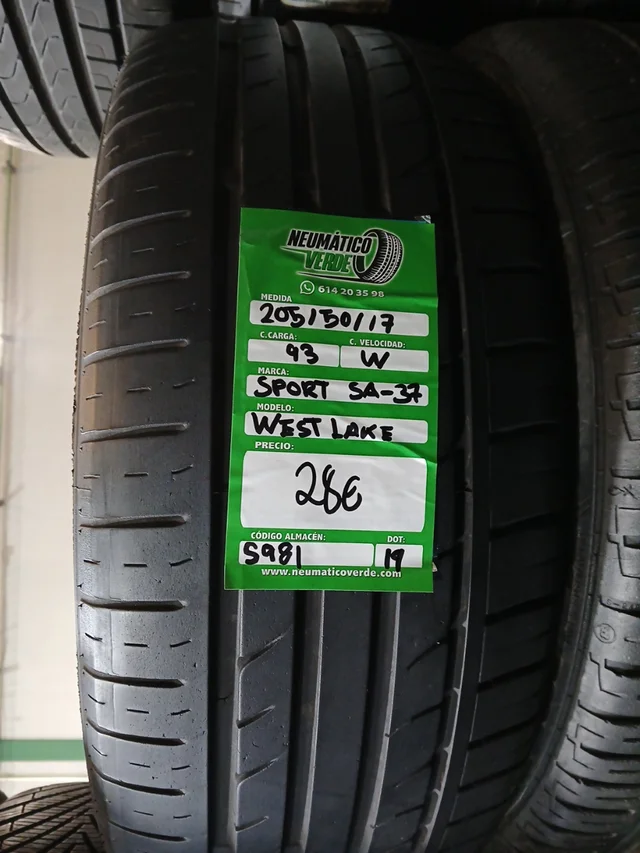 NEUMÁTICO
VERDE
614 20 35 98
MEDIDA
205/50/17
C.CARGA: C. VELOCIDAD:
93 W
MARCA:
SPORT SA-37
MODELO:
WEST LAKE
PRECIO:
28€
CÓDIGO ALMACÉN: DOT:
5981 19
www.neumaticoverde.com